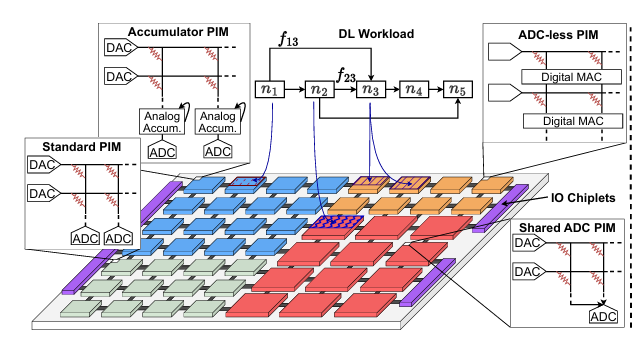 Accumulator PIM
DAC
DAC
Analog
Accum.
Analog
Accum.
ADC
ADC
DL Workload
f13
f23
n1
n2
n3
n4
n5
ADC-less PIM
Digital MAC
Digital MAC
Standard PIM
DAC
DAC
ADC
ADC
IO Chiplets
Shared ADC PIM
DAC
DAC
ADC